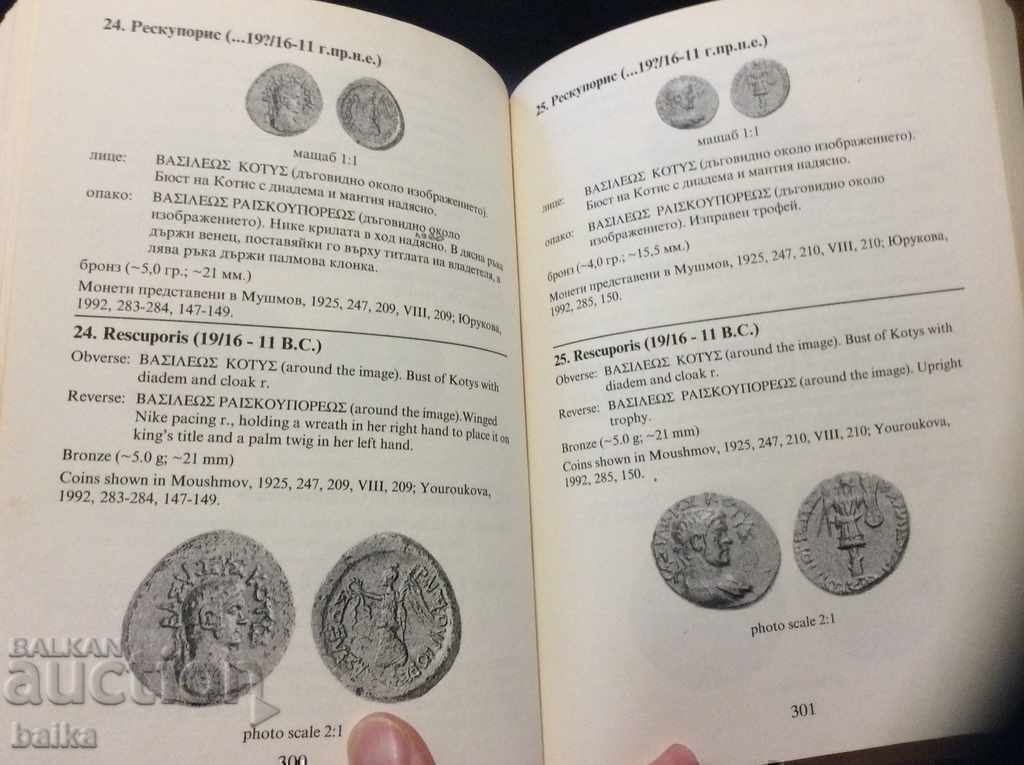 24. Рескупорис (...19?/16-11 г.пр.н.е.)
мащаб 1:1
лице: ΒΑΣΙΛΕΩΣ ΚΟΤΥΣ (дъговидно около изображението).
Бюст на Котис с диадема и мантия надясно.
опако: ΒΑΣΙΛΕΩΣ ΡΑΙΣΚΟΥΠΟΡΕΩΣ (дъговидно около
изображението). Нике крилата в ход надясно. В дясна ръка
държи венец, поставяйки го върху титлата на владетеля, в
лява ръка държи палмова клонка.
бронз (~5,0 гр.; ~21 мм.)
Монети представени в Мушмов, 1925, 247, 209, VIII, 209; Юрукова,
1992, 283-284, 147-149.
24. Rescuporis (19/16 - 11 B.C.)
Obverse: ΒΑΣΙΛΕΩΣ ΚΟΤΥΣ (around the image). Bust of Kotys with
diadem and cloak r.
Reverse: ΒΑΣΙΛΕΩΣ ΡΑΙΣΚΟΥΠΟΡΕΩΣ (around the image).Winged
Nike pacing r., holding a wreath in her right hand to place it on
king's title and a palm twig in her left hand.
Bronze (~5.0 g; ~21 mm)
Coins shown in Moushmov, 1925, 247, 209, VIII, 209; Youroukova,
1992, 283-284, 147-149.
photo scale 2:1
300
25. Рескупорис (...19?/16-11 г.пр.н.е.)
мащаб 1:1
лице: ΒΑΣΙΛΕΩΣ ΚΟΤΥΣ (дъговидно около изображението).
Бюст на Котис с диадема и мантия надясно.
опако: ΒΑΣΙΛΕΩΣ ΡΑΙΣΚΟΥΠΟΡΕΩΣ (дъговидно около
изображението). Изправен трофей.
бронз (~4,0 гр.; ~15,5 мм.)
Монети представени в Мушмов, 1925, 247, 210, VIII, 210; Юрукова,
1992, 285, 150.
25. Rescuporis (19/16 - 11 B.C.)
Obverse: ΒΑΣΙΛΕΩΣ ΚΟΤΥΣ (around the image). Bust of Kotys with
diadem and cloak r.
Reverse: ΒΑΣΙΛΕΩΣ ΡΑΙΣΚΟΥΠΟΡΕΩΣ (around the image). Upright
trophy.
Bronze (~5.0 g; ~21 mm)
Coins shown in Moushmov, 1925, 247, 210, VIII, 210; Youroukova,
1992, 285, 150.
photo scale 2:1
301
BALKAN
auction
baika